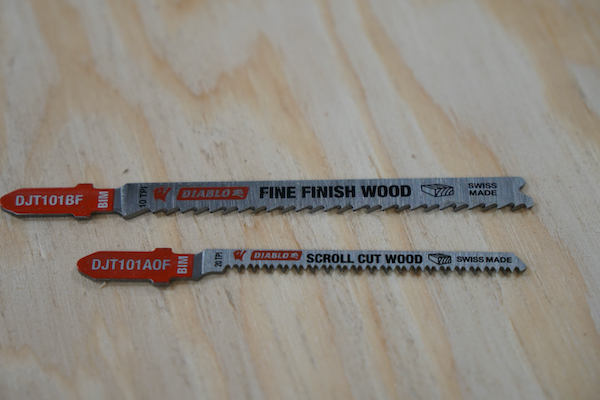 DJT101BF BIM 10 TPI DIABLO FINE FINISH WOOD SWISS MADE
DJT101AOF BIM 20 TPI DIABLO SCROLL CUT WOOD SWISS MADE